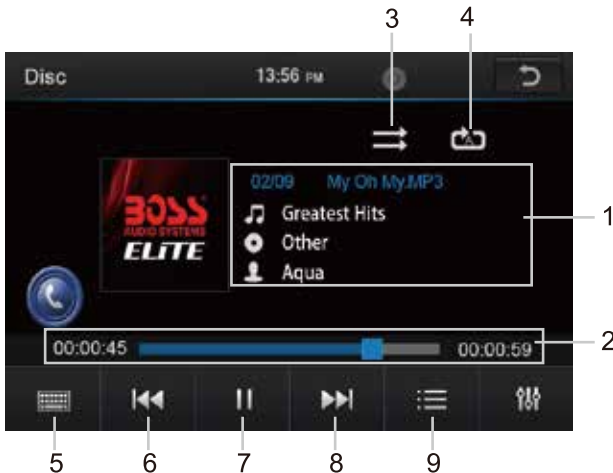 3 4
Disc 13:56 PM
02/09 My Oh My.MP3
BOSS
AUDIO SYSTEMS
ELITE
Greatest Hits
Other
Aqua
1
00:00:45 00:00:59 2
5 6 7 8 9